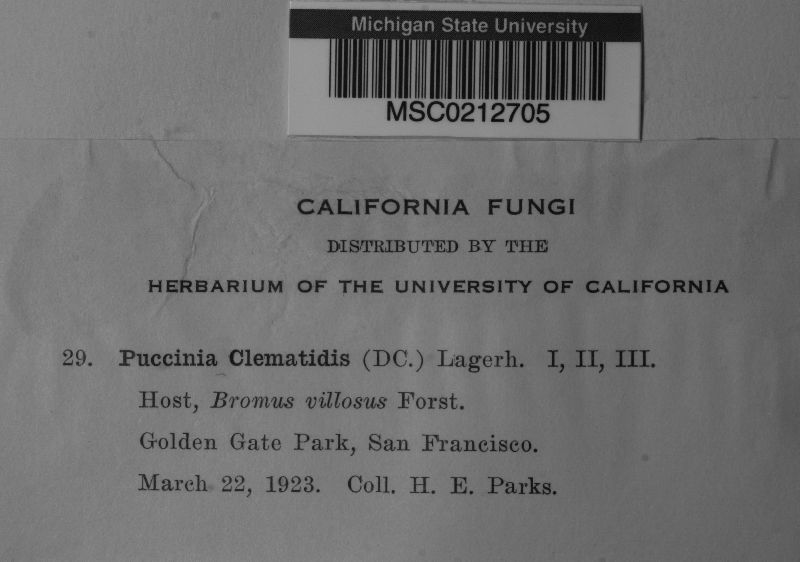 Michigan State University
MSC0212705
CALIFORNIA FUNGI
DISTRIBUTED BY THE
HERBARIUM OF THE UNIVERSITY OF CALIFORNIA
29. Puccinia Clematidis (DC.) Lagerh. I, II, III.
Host, Bromus villosus Forst.
Golden Gate Park, San Francisco.
March 22, 1923. Coll. H. E. Parks.